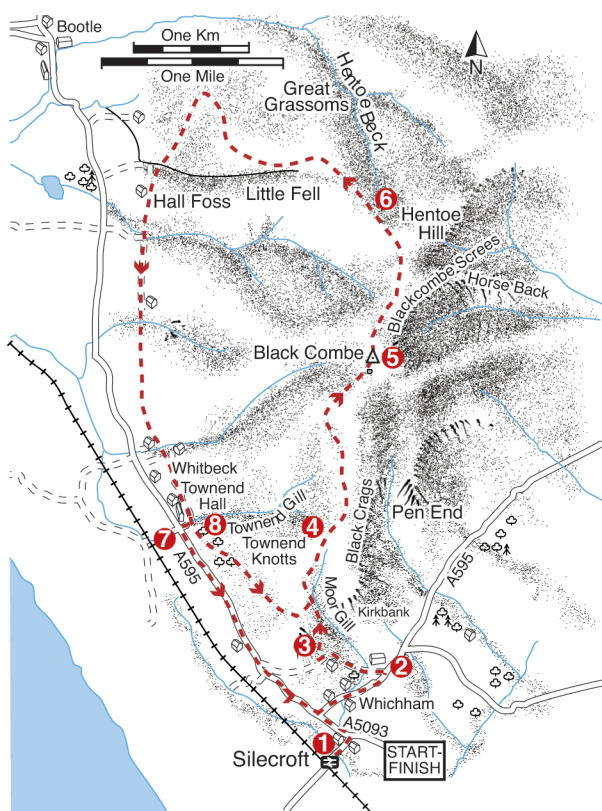 Bootle
One Km
One Mile
N
Hentoe Beck
Great
Grassoms
Hall Foss
Little Fell
6
Hentoe
Hill
Blackcombe Screes
Horse Back
Black Combe
5
Whitbeck
Townend
Hall
8
Townend Gill
4
Townend
Knotts
Black Crags
Pen End
7
A595
A595
Moor Gill
Kirkbank
3
2
Whichham
A5093
1
Silecroft
START-
FINISH